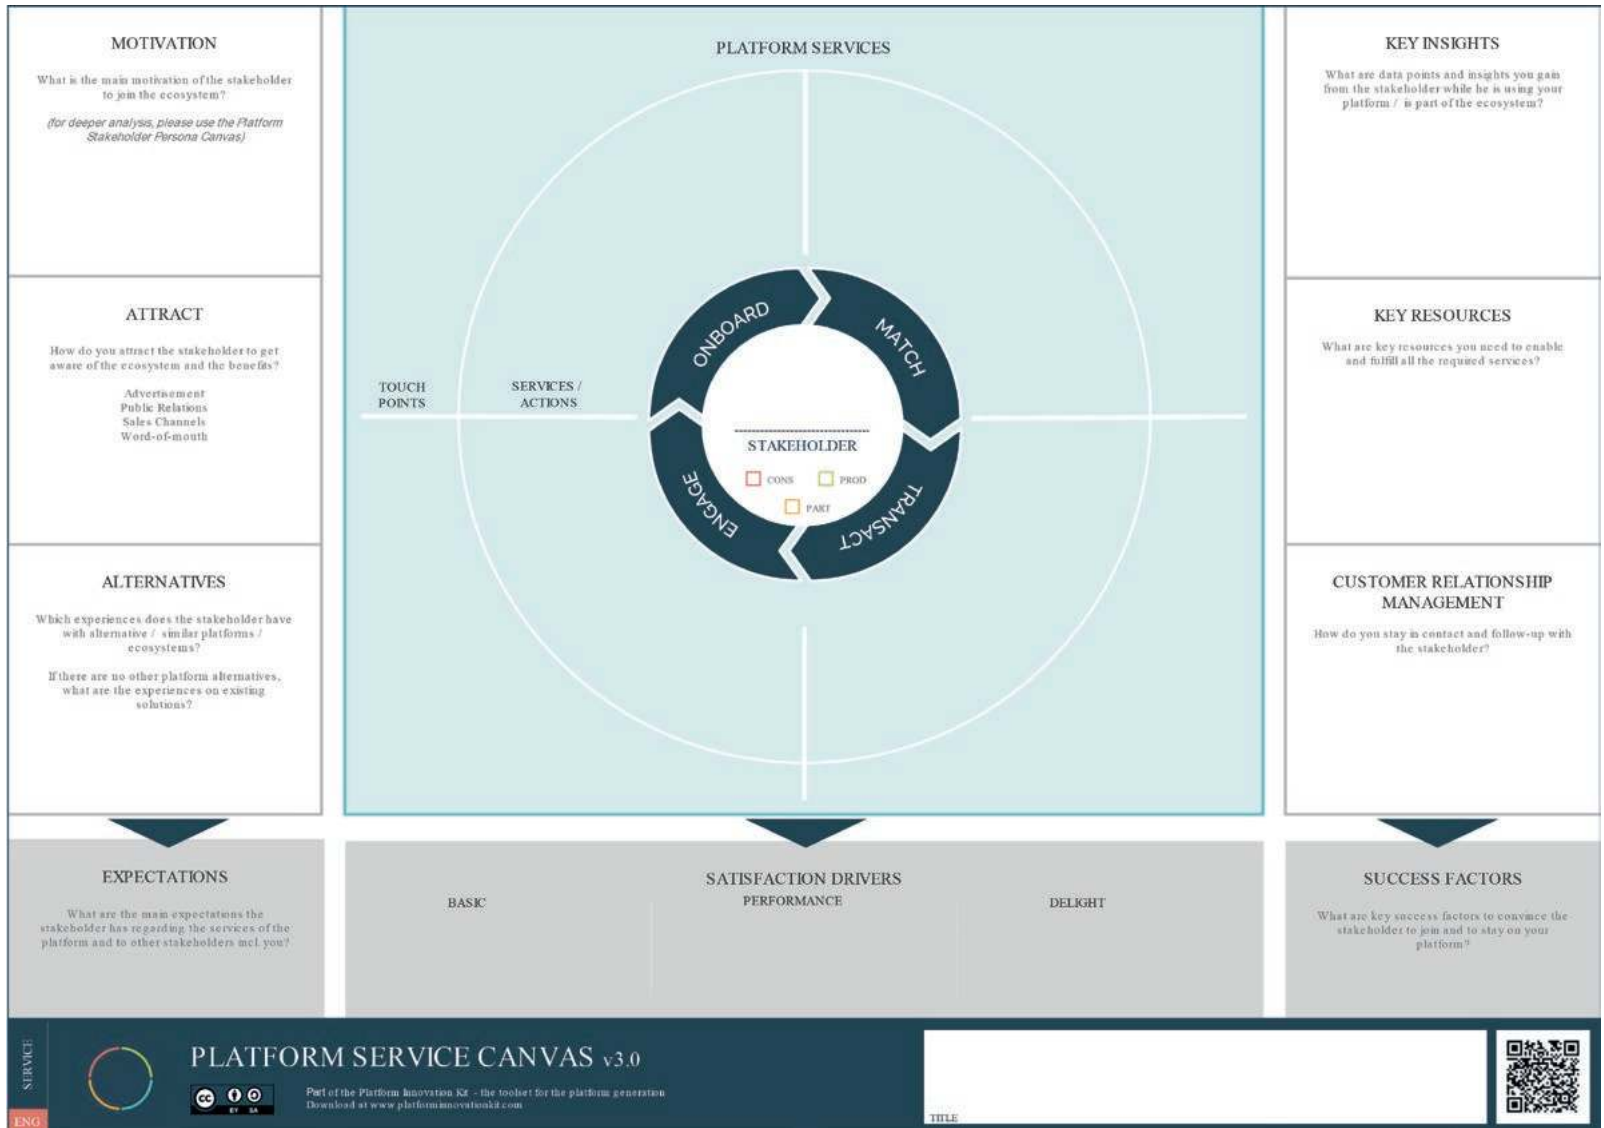 MOTIVATION
What is the main motivation of the stakeholder
to join the ecosystem?
(for deeper analysis, please use the Platform
Stakeholder Persona Canvas)
ATTRACT
How do you attract the stakeholder to get
aware of the ecosystem and the benefits?
Advertisement
Public Relations
Sales Channels
Word-of-mouth
ALTERNATIVES
Which experiences does the stakeholder have
with alternative / similar platforms /
ecosystems?
If there are no other platform alternatives,
what are the experiences on existing
solutions?
PLATFORM SERVICES
TOUCH
POINTS
SERVICES /
ACTIONS
ONBOARD
MATCH
TRANSACT
ENGAGE
STAKEHOLDER
CONS
PROD
PART
KEY INSIGHTS
What are data points and insights you gain
from the stakeholder while he is using your
platform / is part of the ecosystem?
KEY RESOURCES
What are key resources you need to enable
and fulfill all the required services?
CUSTOMER RELATIONSHIP
MANAGEMENT
How do you stay in contact and follow-up with
the stakeholder?
EXPECTATIONS
What are the main expectations the
stakeholder has regarding the services of the
platform and to other stakeholders incl. you?
SATISFACTION DRIVERS
BASIC
PERFORMANCE
DELIGHT
SUCCESS FACTORS
What are key success factors to convince the
stakeholder to join and to stay on your
platform?
SERVICE
ENG
PLATFORM SERVICE CANVAS v3.0
cc
BY SA
Part of the Platform Innovation Kit - the toolset for the platform generation
Download at www.platforminnovationkit.com
TITLE